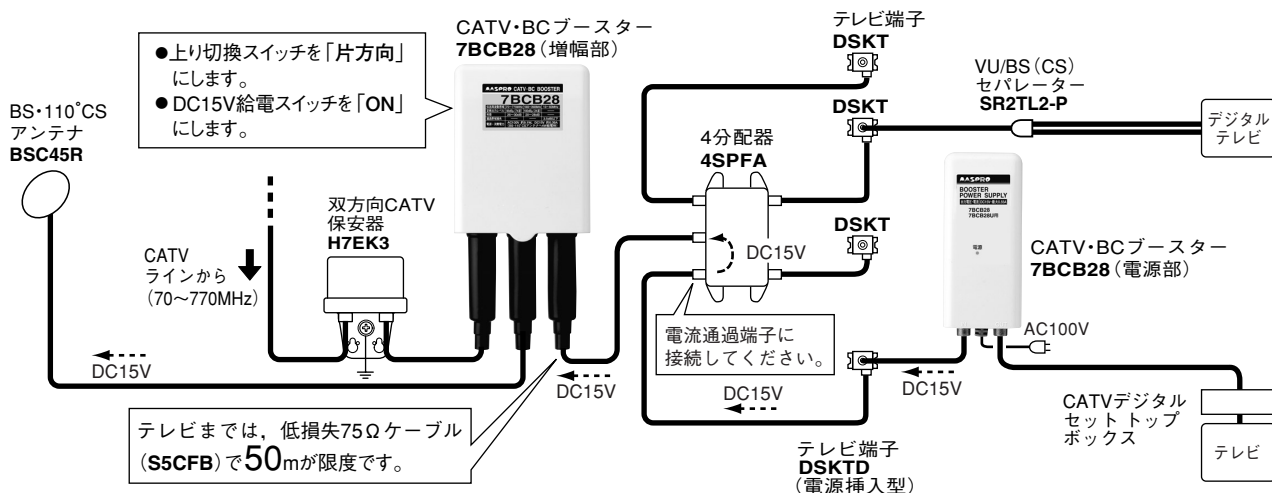 ●上り切換スイッチを「片方向」
にします。
●DC15V給電スイッチを「ON」
にします。
BS･110°CS
アンテナ
BSC45R
CATV
ラインから
(70～770MHz)
双方向CATV
保安器
H7EK3
CATV･BCブースター
7BCB28(増幅部)
MASPRO CATV･BC BOOSTER
7BCB28
DC15V
DC15V
テレビまでは，低損失75Ωケーブル
(S5CFB)で50mが限度です。
4分配器
4SPFA
DC15V
電流通過端子に
接続してください。
DC15V
テレビ端子
DSKT
DSKT
DSKT
テレビ端子
DSKTD
(電源挿入型)
VU/BS(CS)
セパレーター
SR2TL2-P
デジタル
テレビ
MASPRO
BOOSTER
POWER SUPPLY
7BCB28
7BCB28U用
電源
CATV･BCブースター
7BCB28(電源部)
AC100V
DC15V
CATVデジタル
セット トップ
ボックス
テレビ